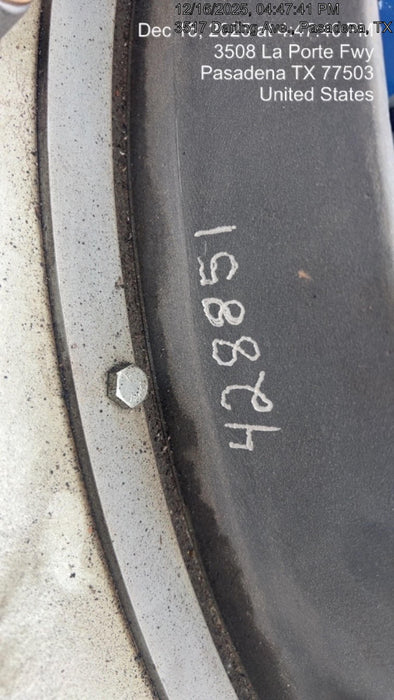 12/16/2025, 04:47:41 PM
3508 La Porte Fwy
Pasadena TX 77503
United States
428851